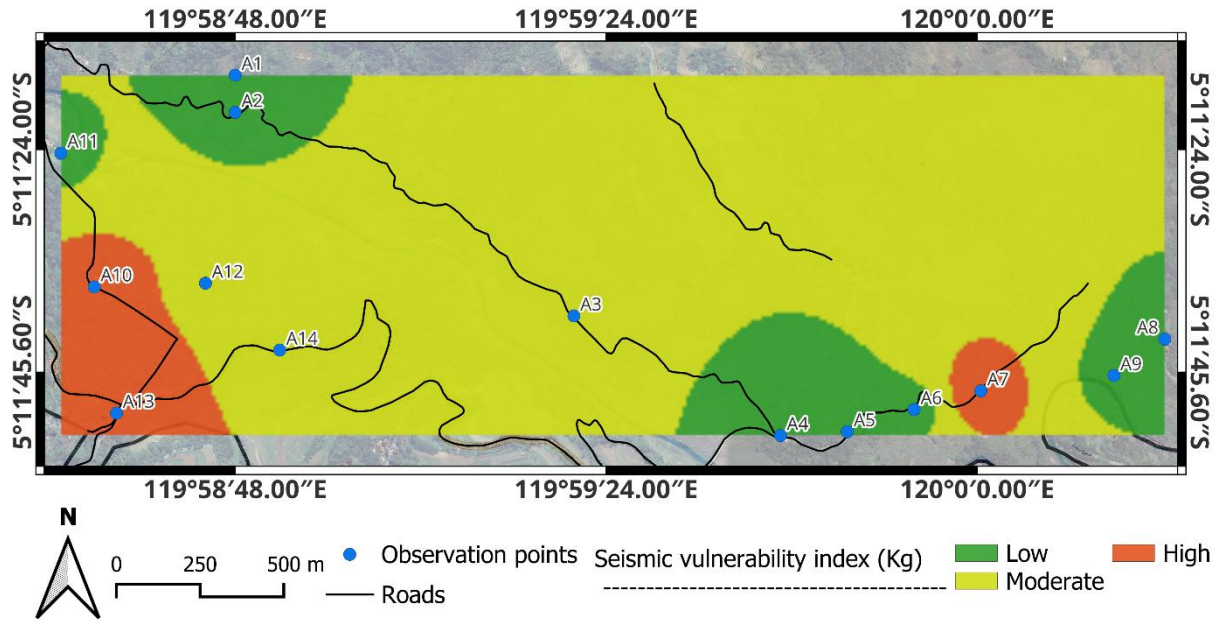 119°58′48.00″E 119°59′24.00″E 120°0′0.00″E
5°11′24.00″S
5°11′45.60″S
A1
A2
A11
A10
A12
A3
A14
A13
A4
A5
A6
A7
A8
A9
5°11′24.00″S
5°11′45.60″S
119°58′48.00″E 119°59′24.00″E 120°0′0.00″E
N
0 250 500 m
Observation points
Roads
Seismic vulnerability index (Kg)
Low
High
Moderate